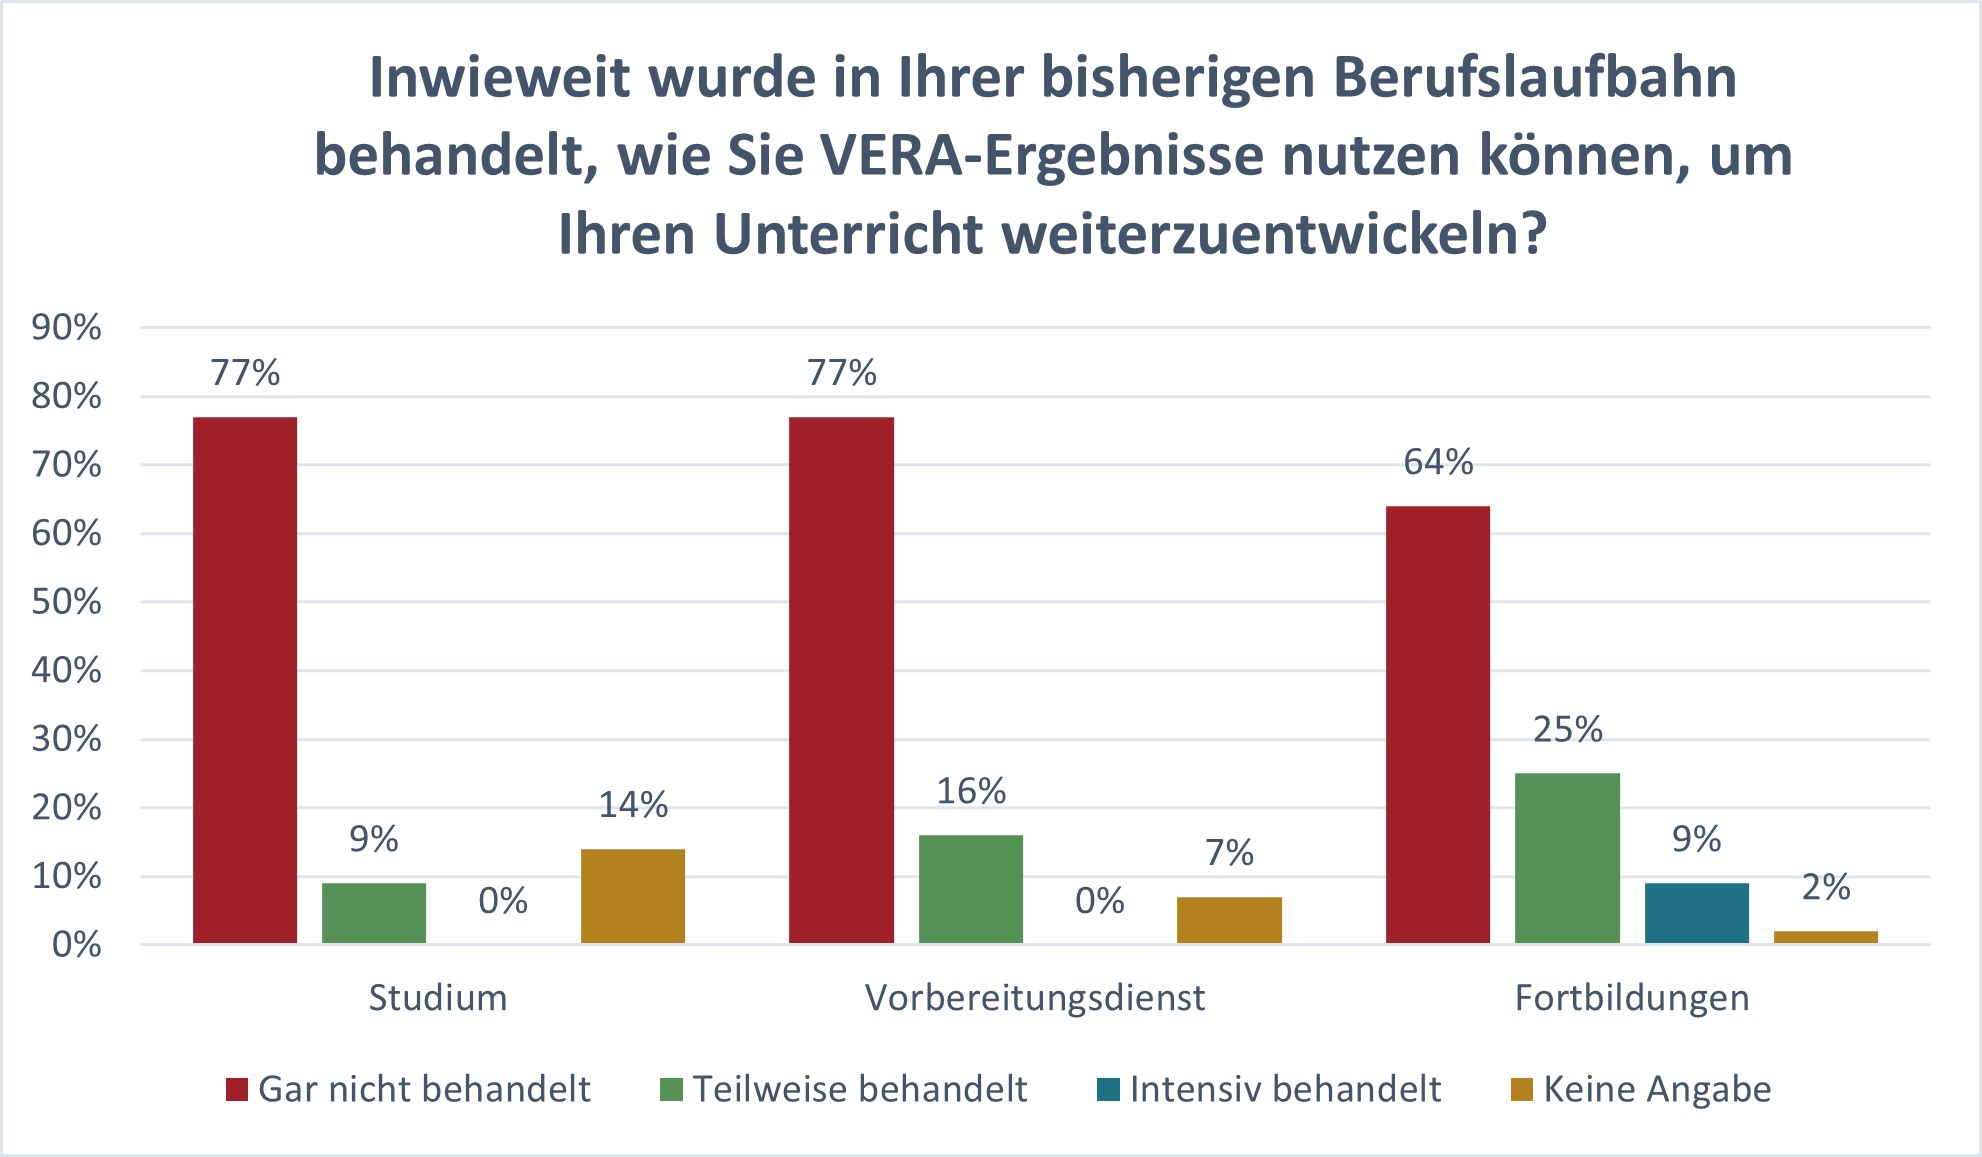 Inwieweit wurde in Ihrer bisherigen Berufslaufbahn
behandelt, wie Sie VERA-Ergebnisse nutzen können, um
Ihren Unterricht weiterzuentwickeln?
90%
80%
70%
60%
50%
40%
30%
20%
10%
0%
77%
9%
0%
14%
77%
16%
0%
7%
64%
25%
9%
2%
Studium
Vorbereitungsdienst
Fortbildungen
Gar nicht behandelt
Teilweise behandelt
Intensiv behandelt
Keine Angabe